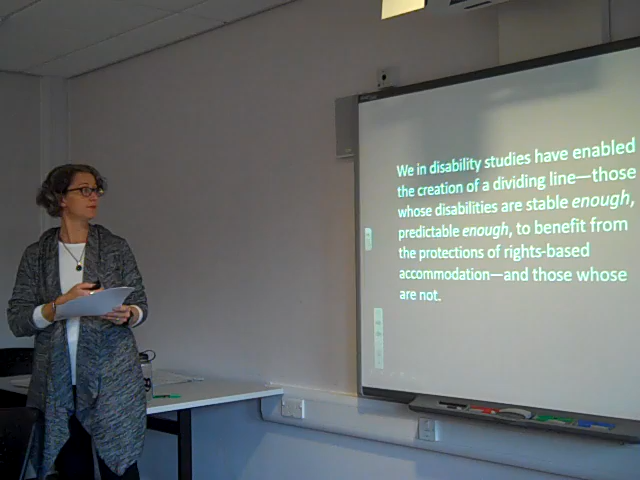 We in disability studies have enabled
the creation of a dividing line—those
whose disabilities are stable enough,
predictable enough, to benefit from
the protections of rights-based
accommodation—and those whose
are not.